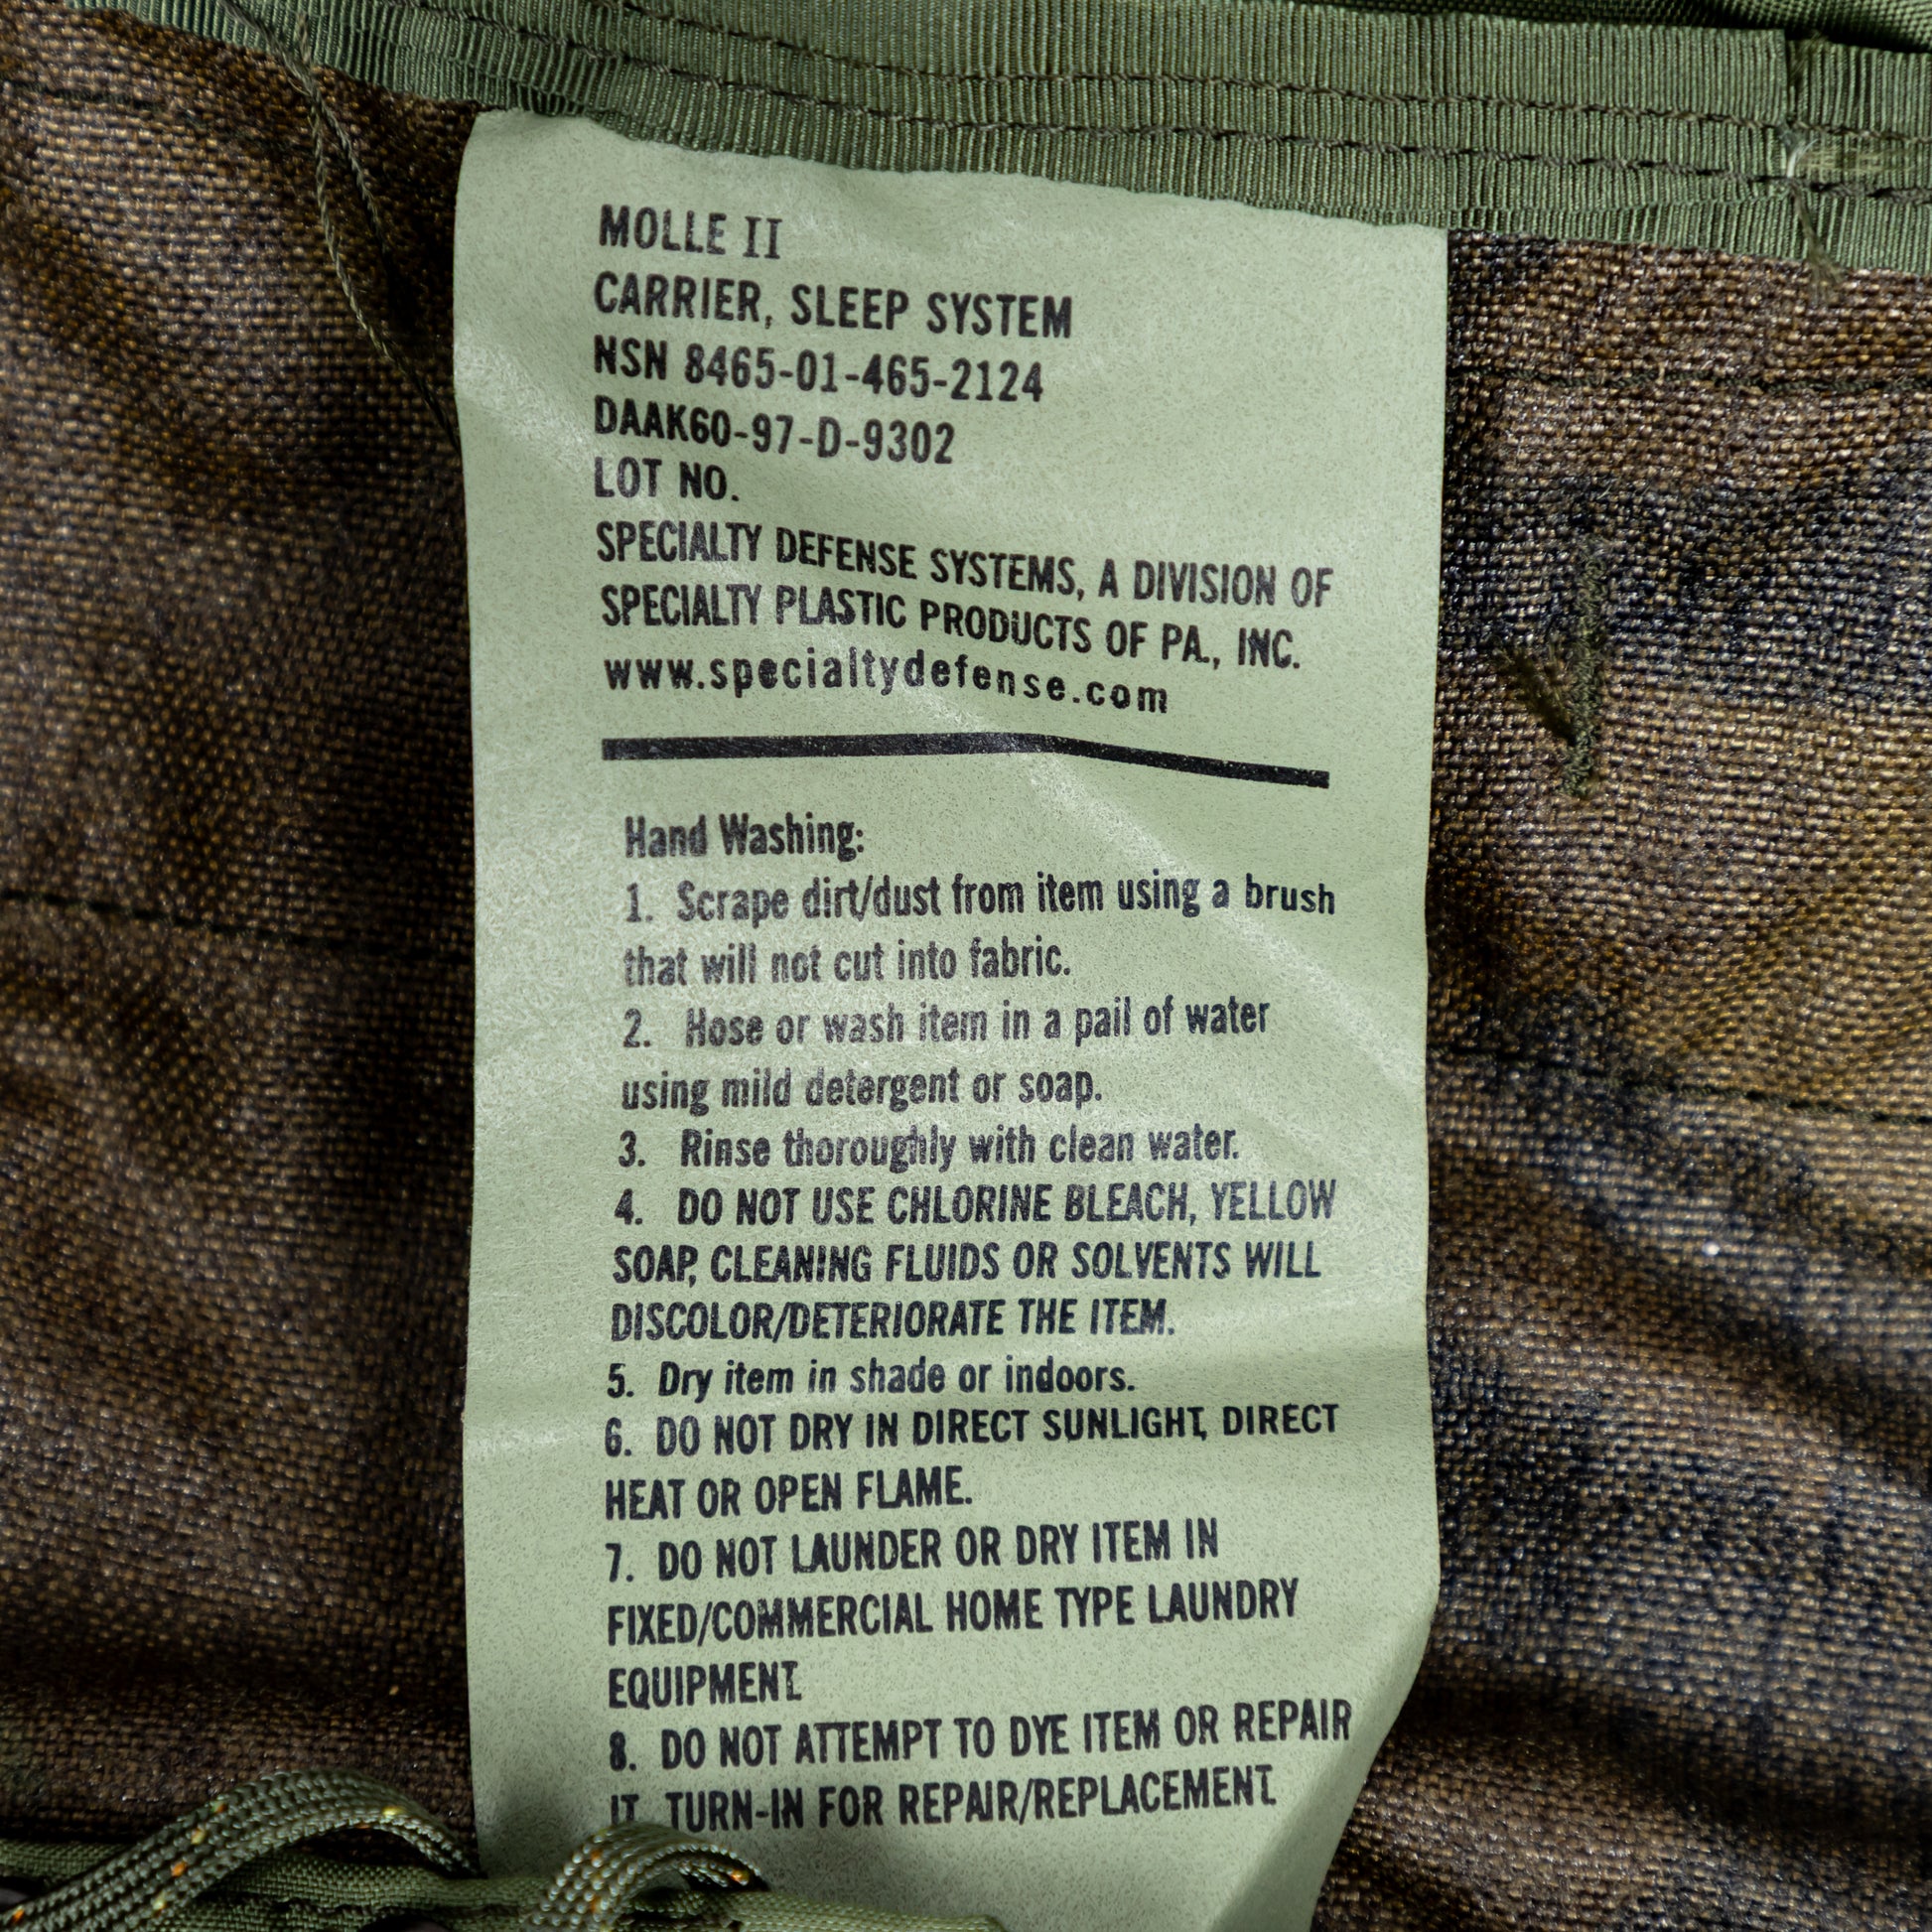 MOLLE II
CARRIER, SLEEP SYSTEM
NSN 8465-01-465-2124
DAAK60-97-D-9302
LOT NO.
SPECIALTY DEFENSE SYSTEMS, A DIVISION OF
SPECIALTY PLASTIC PRODUCTS OF PA., INC.
www.specialtydefense.com
Hand Washing:
1. Scrape dirt/dust from item using a brush
that will not cut into fabric.
2. Hose or wash item in a pail of water
using mild detergent or soap.
3. Rinse thoroughly with clean water.
4. DO NOT USE CHLORINE BLEACH, YELLOW
SOAP, CLEANING FLUIDS OR SOLVENTS WILL
DISCOLOR/DETERIORATE THE ITEM.
5. Dry item in shade or indoors.
6. DO NOT DRY IN DIRECT SUNLIGHT, DIRECT
HEAT OR OPEN FLAME.
7. DO NOT LAUNDER OR DRY ITEM IN
FIXED/COMMERCIAL HOME TYPE LAUNDRY
EQUIPMENT.
8. DO NOT ATTEMPT TO DYE ITEM OR REPAIR
IT. TURN-IN FOR REPAIR/REPLACEMENT.